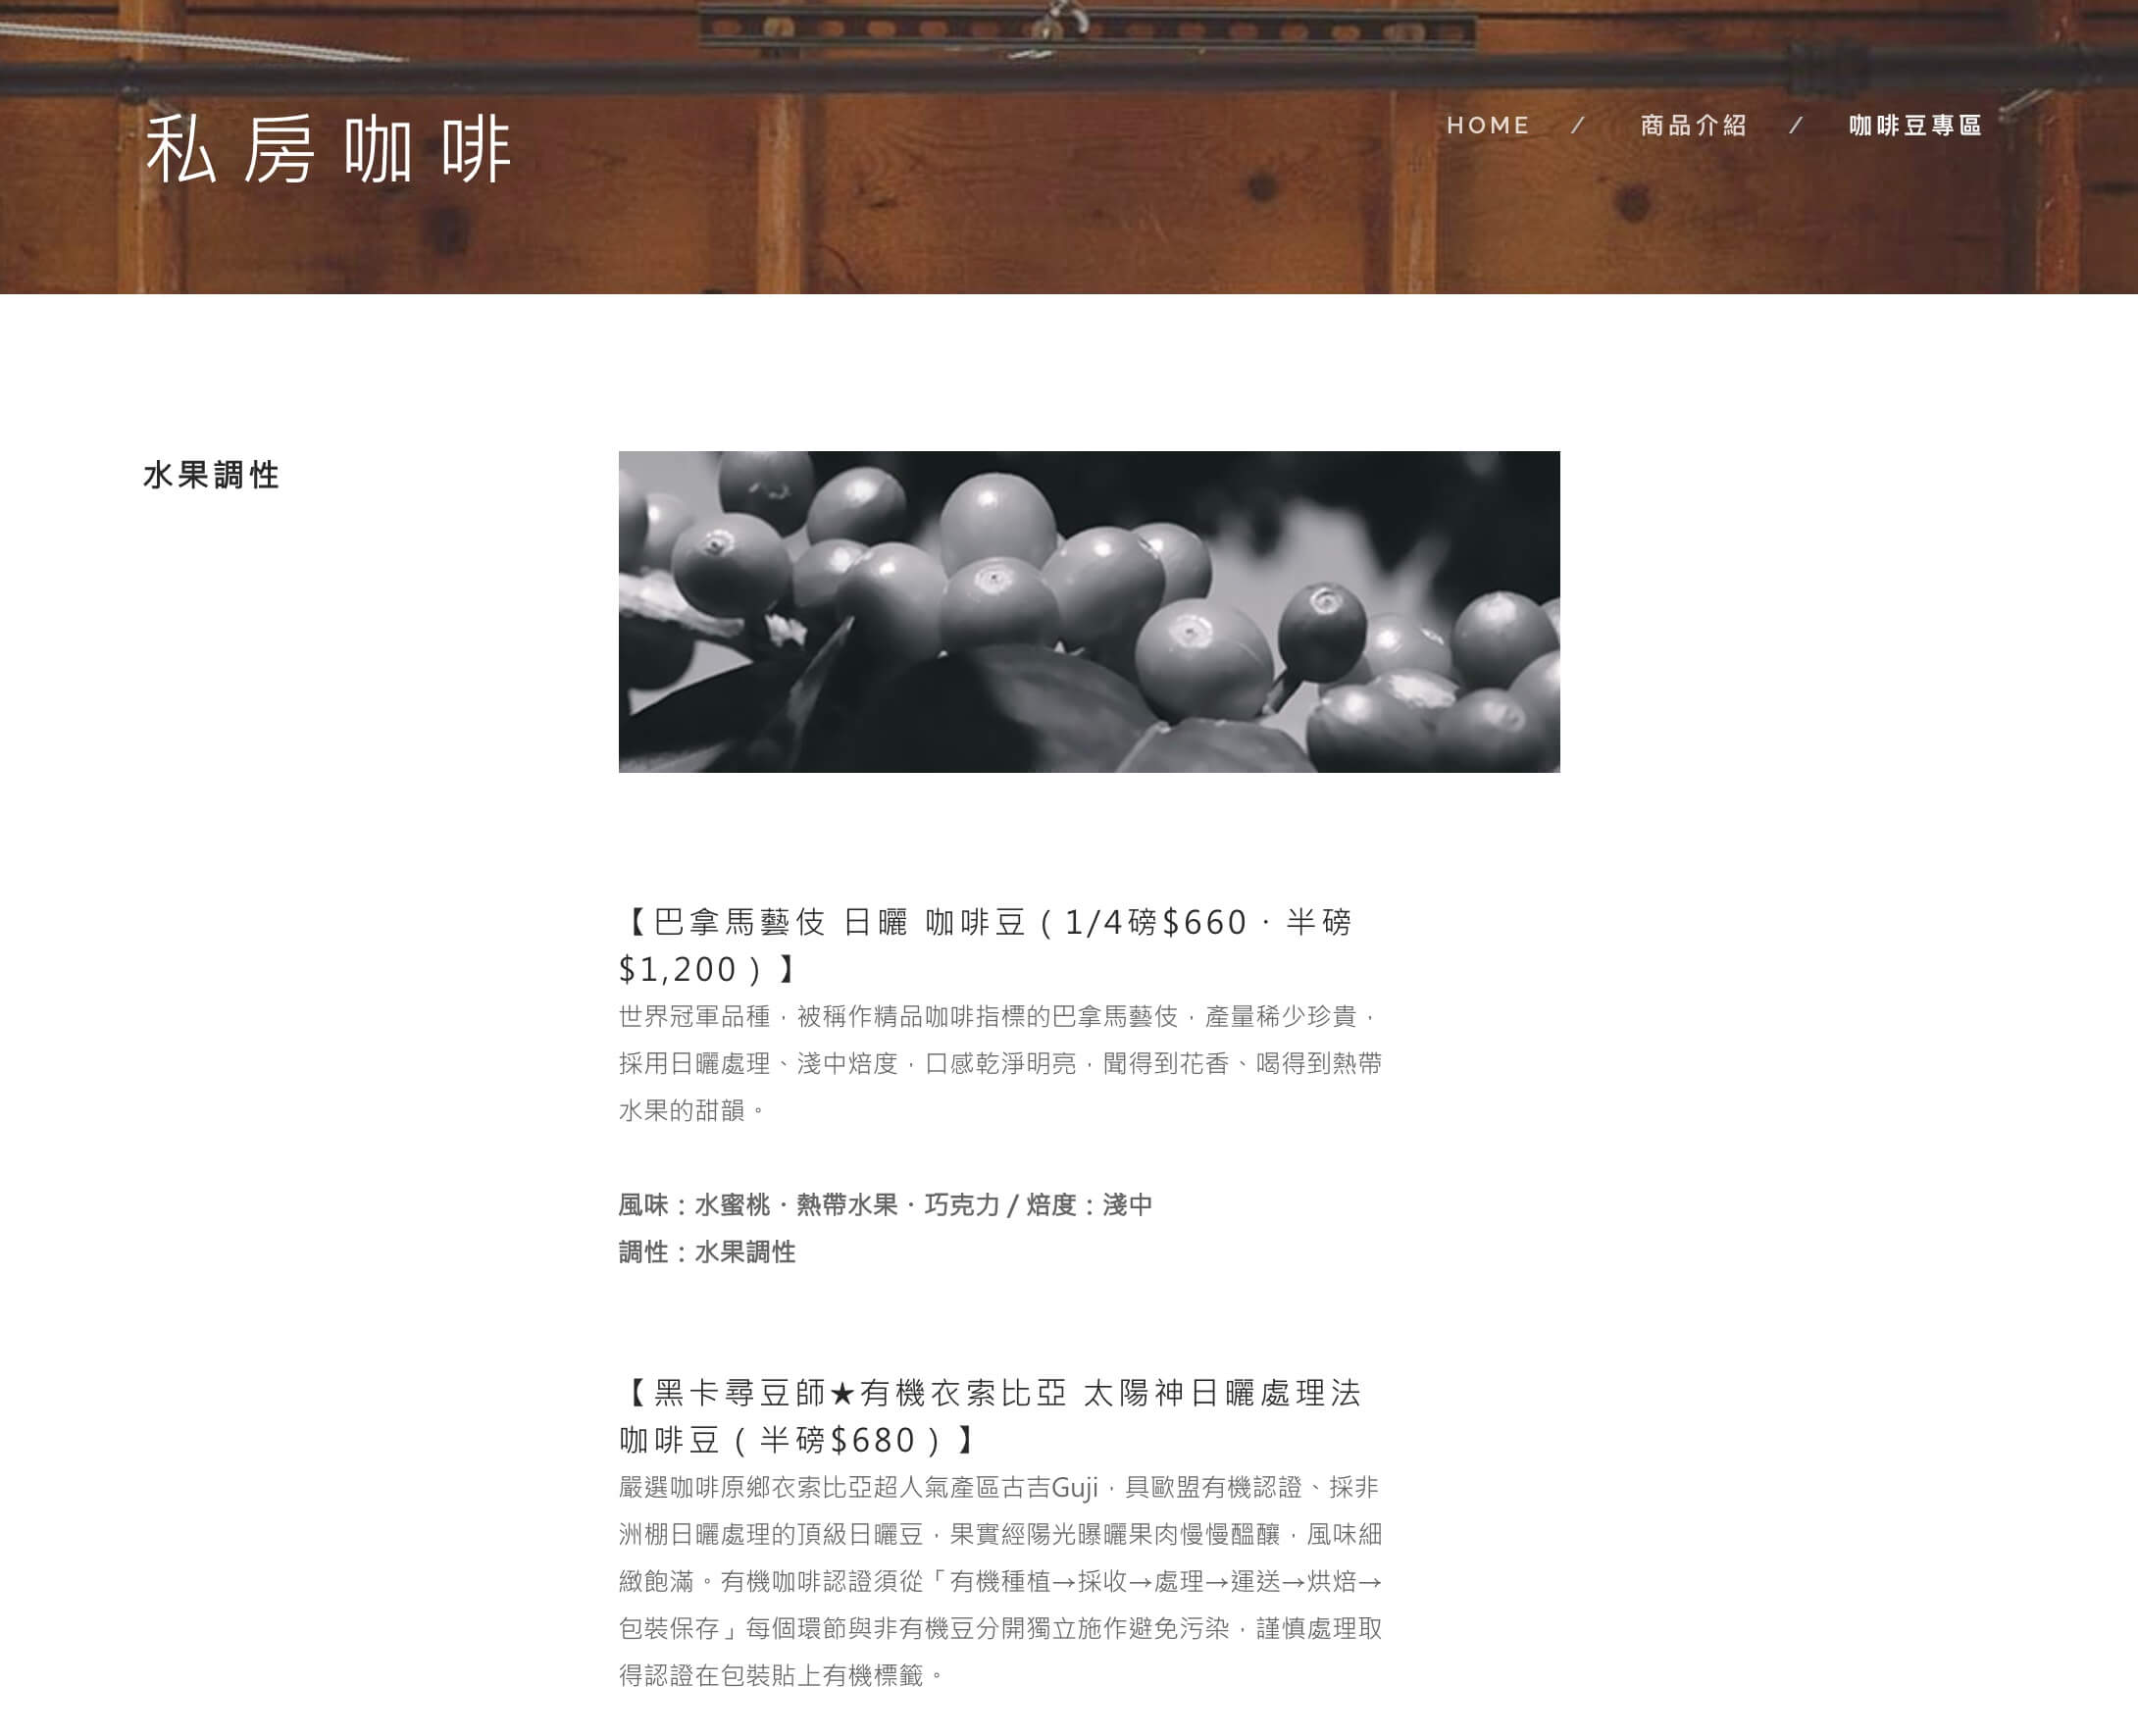 私房咖啡
HOME / 商品介紹 / 咖啡豆專區
水果調性
【巴拿馬藝伎 日曬 咖啡豆（1/4磅$660．半磅
$1,200）】
世界冠軍品種，被稱作精品咖啡指標的巴拿馬藝伎，產量稀少珍貴，
採用日曬處理、淺中焙度，口感乾淨明亮，聞得到花香、喝得到熱帶
水果的甜韻。
風味：水蜜桃．熱帶水果．巧克力 / 焙度：淺中
調性：水果調性
【黑卡尋豆師★有機衣索比亞 太陽神日曬處理法
咖啡豆（半磅$680）】
嚴選咖啡原鄉衣索比亞超人氣產區古吉Guji，具歐盟有機認證、採非
洲棚日曬處理的頂級日曬豆，果實經陽光曝曬果肉慢慢醞釀，風味細
緻飽滿。有機咖啡認證須從「有機種植→採收→處理→運送→烘焙→
包裝保存」每個環節與非有機豆分開獨立施作避免污染，謹慎處理取
得認證在包裝貼上有機標籤。